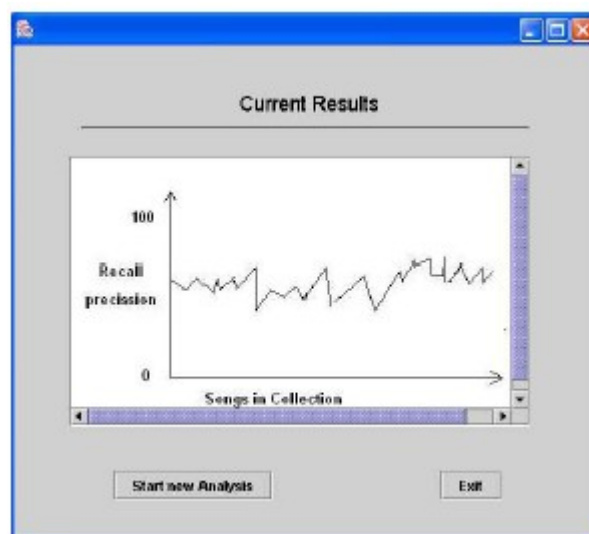 Current Results
100
Recall
precission
0
Songs in Collection
Start new Analysis
Exit